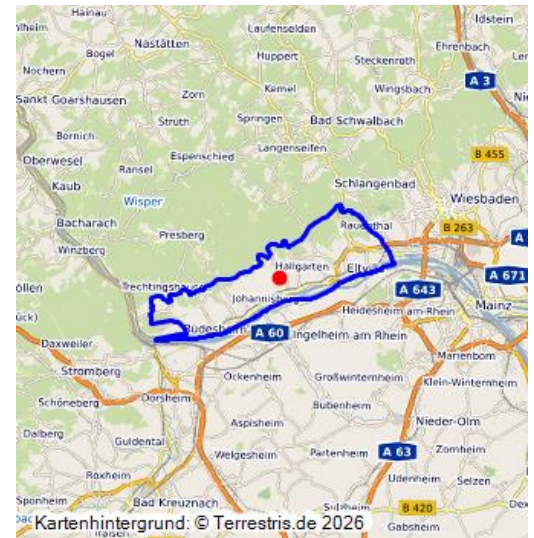 Hainau
Laufenselden
Idstein
Nastätten
Ehrenbach
Bogel
Huppert
Steckenroth
Nochern
A 3
Zorn
Kemel
Wingsbach
Sankt Goarshausen
Struth
Springen
Bad Schwalbach
Bornich
Langenseifen
Espenschied
B 455
Oberwesel
Ransel
Schlangenbad
Kaub
Wisper
Wiesbaden
Rauenthal
Bacharach
Presberg
B 263
Winzberg
Hallgarten
A 671
A 643
Johannisberg
Mainz
Heidesheim am Rhein
Rüdesheim
A 60
Ingelheim am Rhein
Daxweiler
Marienborn
Stromberg
Ockenheim
Großwinternheim
Klein-Winternheim
Schöneberg
Dorsheim
Bubenheim
Aspisheim
Nieder-Olm
Dalberg
Guldental
Welgesheim
Partenheim
A 63
Zornheim
Roxheim
Udenheim
Selzen
Sponheim
Bad Kreuznach
B 420
Kartenhintergrund: © Terrestris.de 2026
Gabsheim